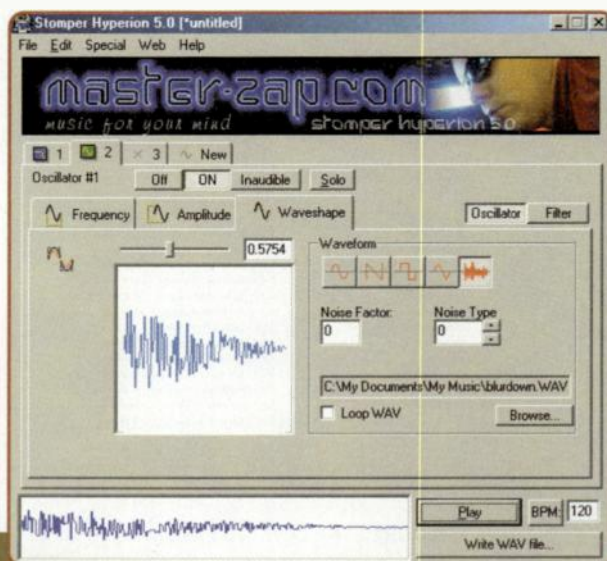 Stomper Hyperion 5.0 [*untitled]
File Edit Special Web Help
master-zap.com
music for your mind
stomper hyperion 5.0
1 2 3 New
Oscillator #1 Off ON Inaudible Solo
Frequency Amplitude Waveshape Oscillator Filter
0.5754
Waveform
Noise Factor: Noise Type
0 0
C:\My Documents\My Music\blurdown.WAV
Loop WAV Browse...
Play BPM: 120
Write WAV file...